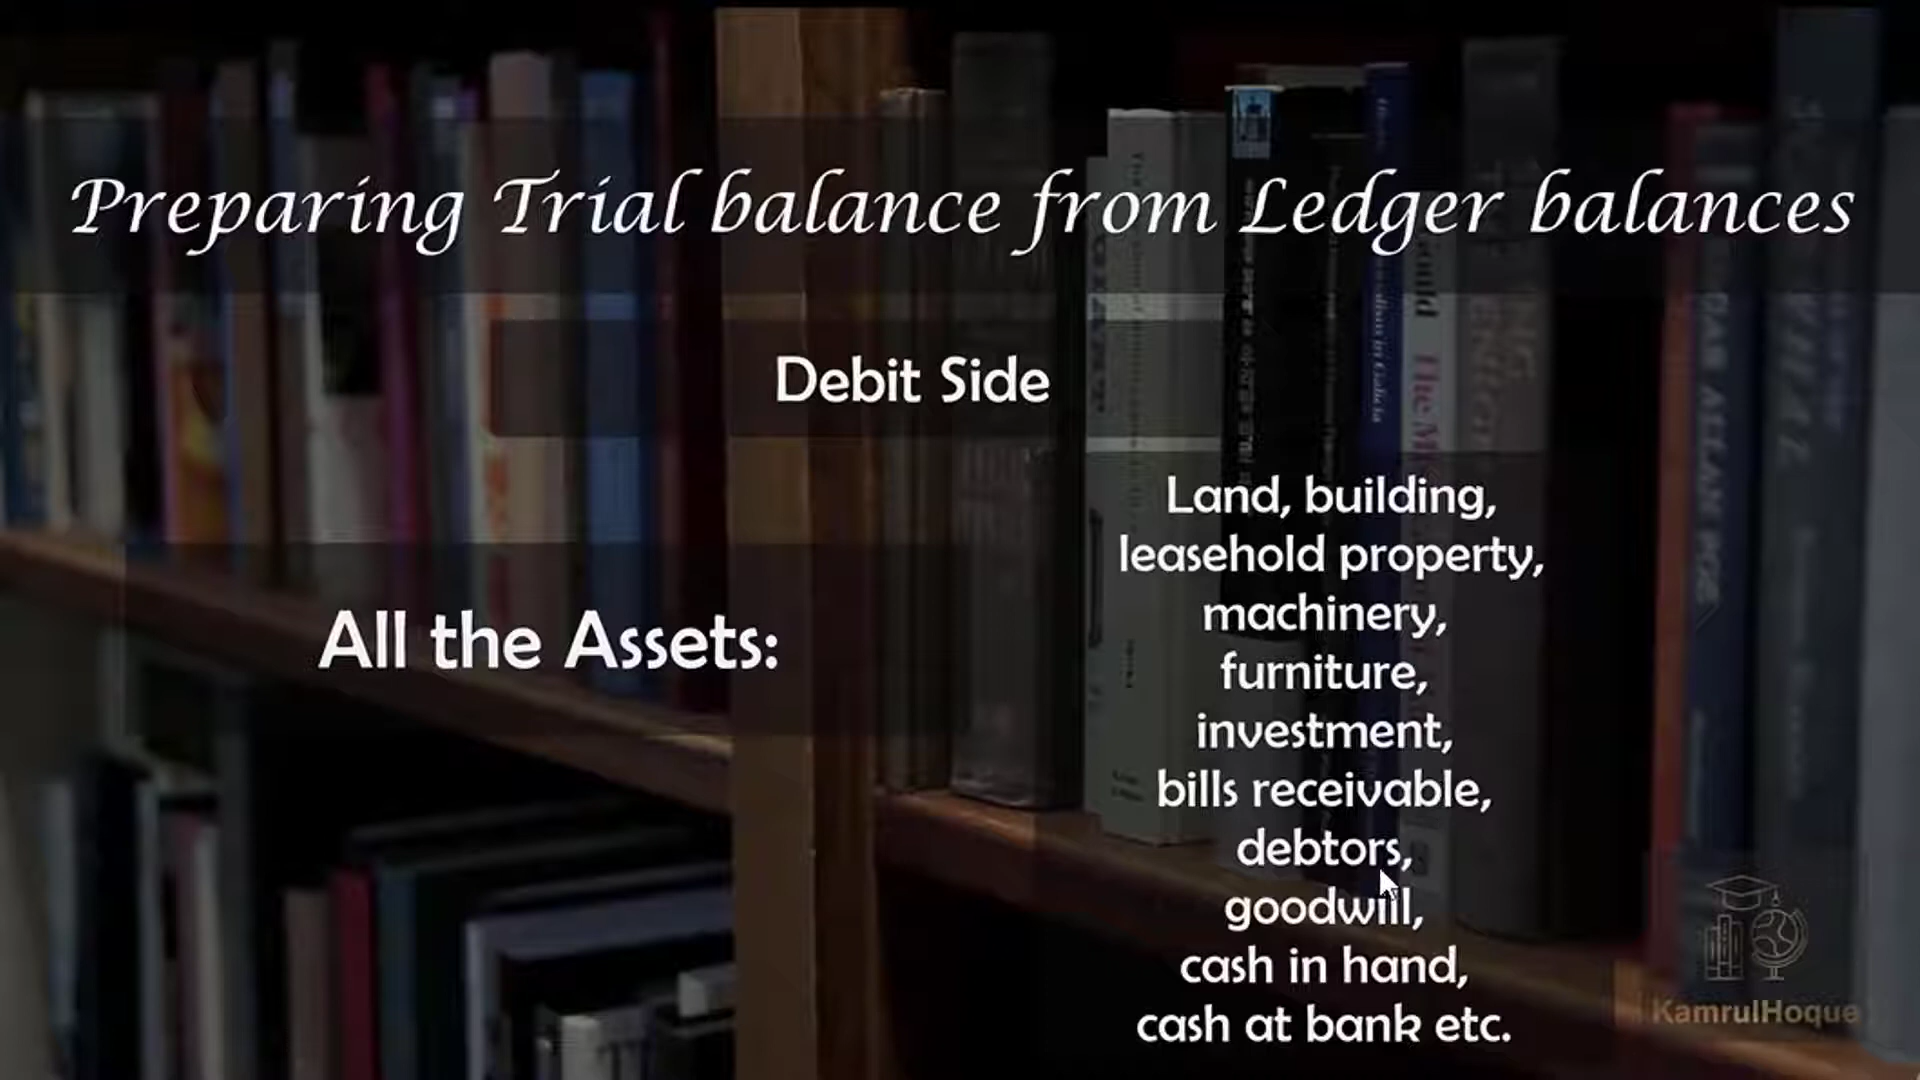 Preparing Trial balance from Ledger balances
Debit Side
All the Assets:
Land, building,
leasehold property,
machinery,
furniture,
investment,
bills receivable,
debtors,
goodwill,
cash in hand,
cash at bank etc.
KamrulHoque